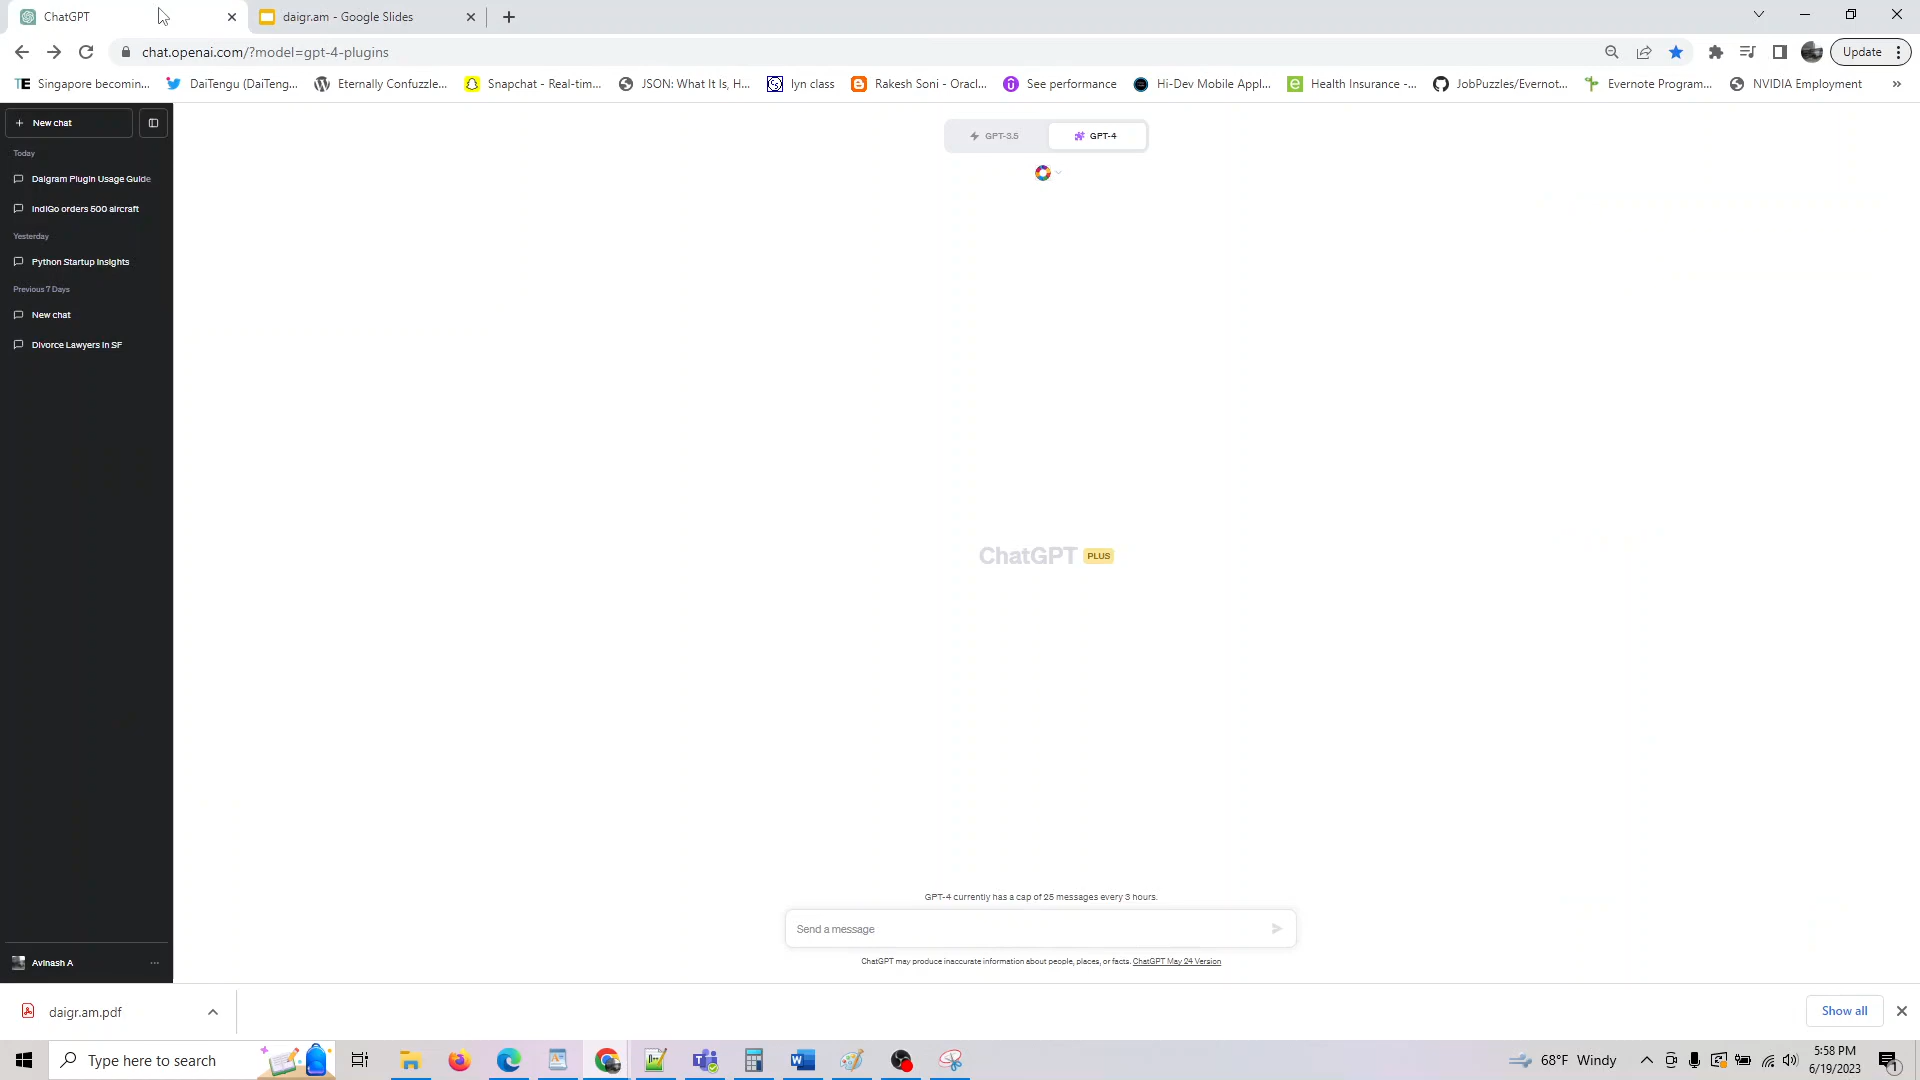 ChatGPT
daigr.am - Google Slides
chat.openai.com/?model=gpt-4-plugins
Update
Singapore becomin...
DaiTengu (DaiTeng...
Eternally Confuzzle...
Snapchat - Real-tim...
JSON: What It Is, H...
lyn class
Rakesh Soni - Oracl...
See performance
Hi-Dev Mobile Appl...
Health Insurance -...
JobPuzzles/Evernot...
Evernote Program...
NVIDIA Employment
New chat
Today
Daigram Plugin Usage Guide
IndiGo orders 500 aircraft
Yesterday
Python Startup Insights
Previous 7 Days
New chat
Divorce Lawyers in SF
Avinash A
GPT-3.5
GPT-4
ChatGPT PLUS
GPT-4 currently has a cap of 25 messages every 3 hours.
Send a message
ChatGPT may produce inaccurate information about people, places, or facts. ChatGPT May 24 Version
daigr.am.pdf
Show all
Type here to search
68°F Windy
5:58 PM
6/19/2023
1